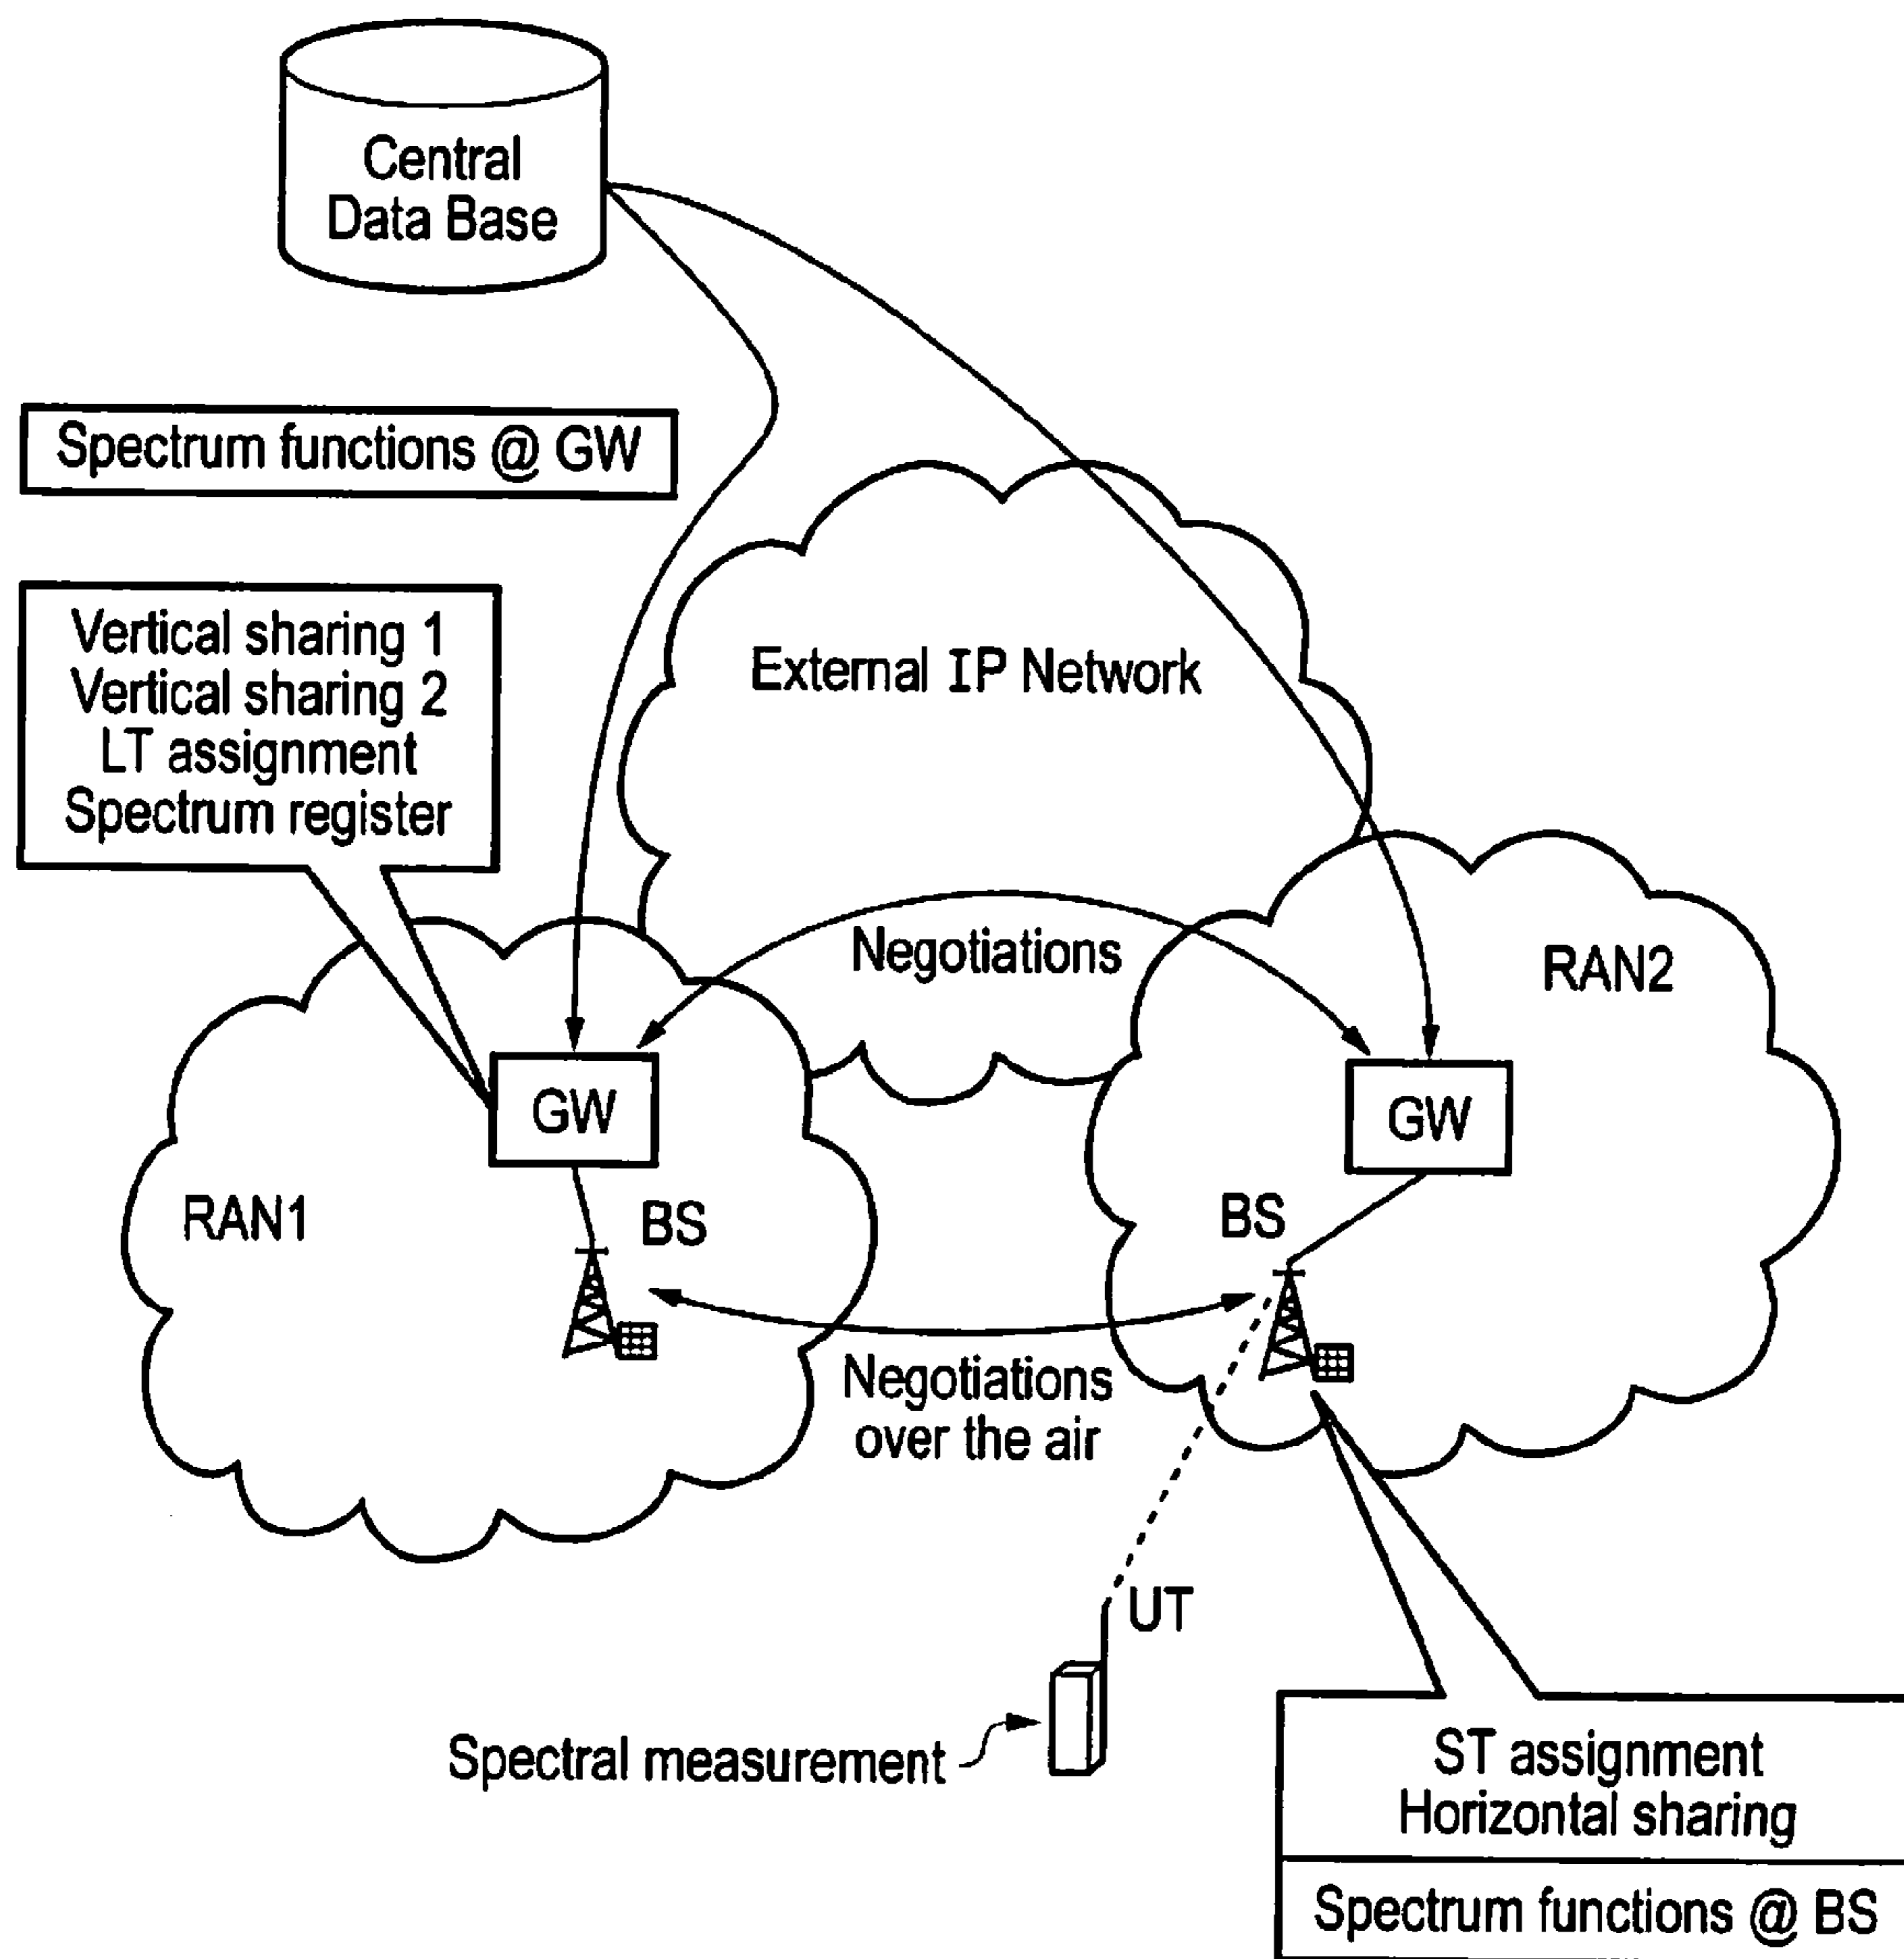 Central
Data Base
Spectrum functions @ GW
Vertical sharing 1
Vertical sharing 2
LT assignment
Spectrum register
External IP Network
Negotiations
RAN2
GW
GW
RAN1
BS
BS
Negotiations
over the air
UT
Spectral measurement
ST assignment
Horizontal sharing
Spectrum functions @ BS